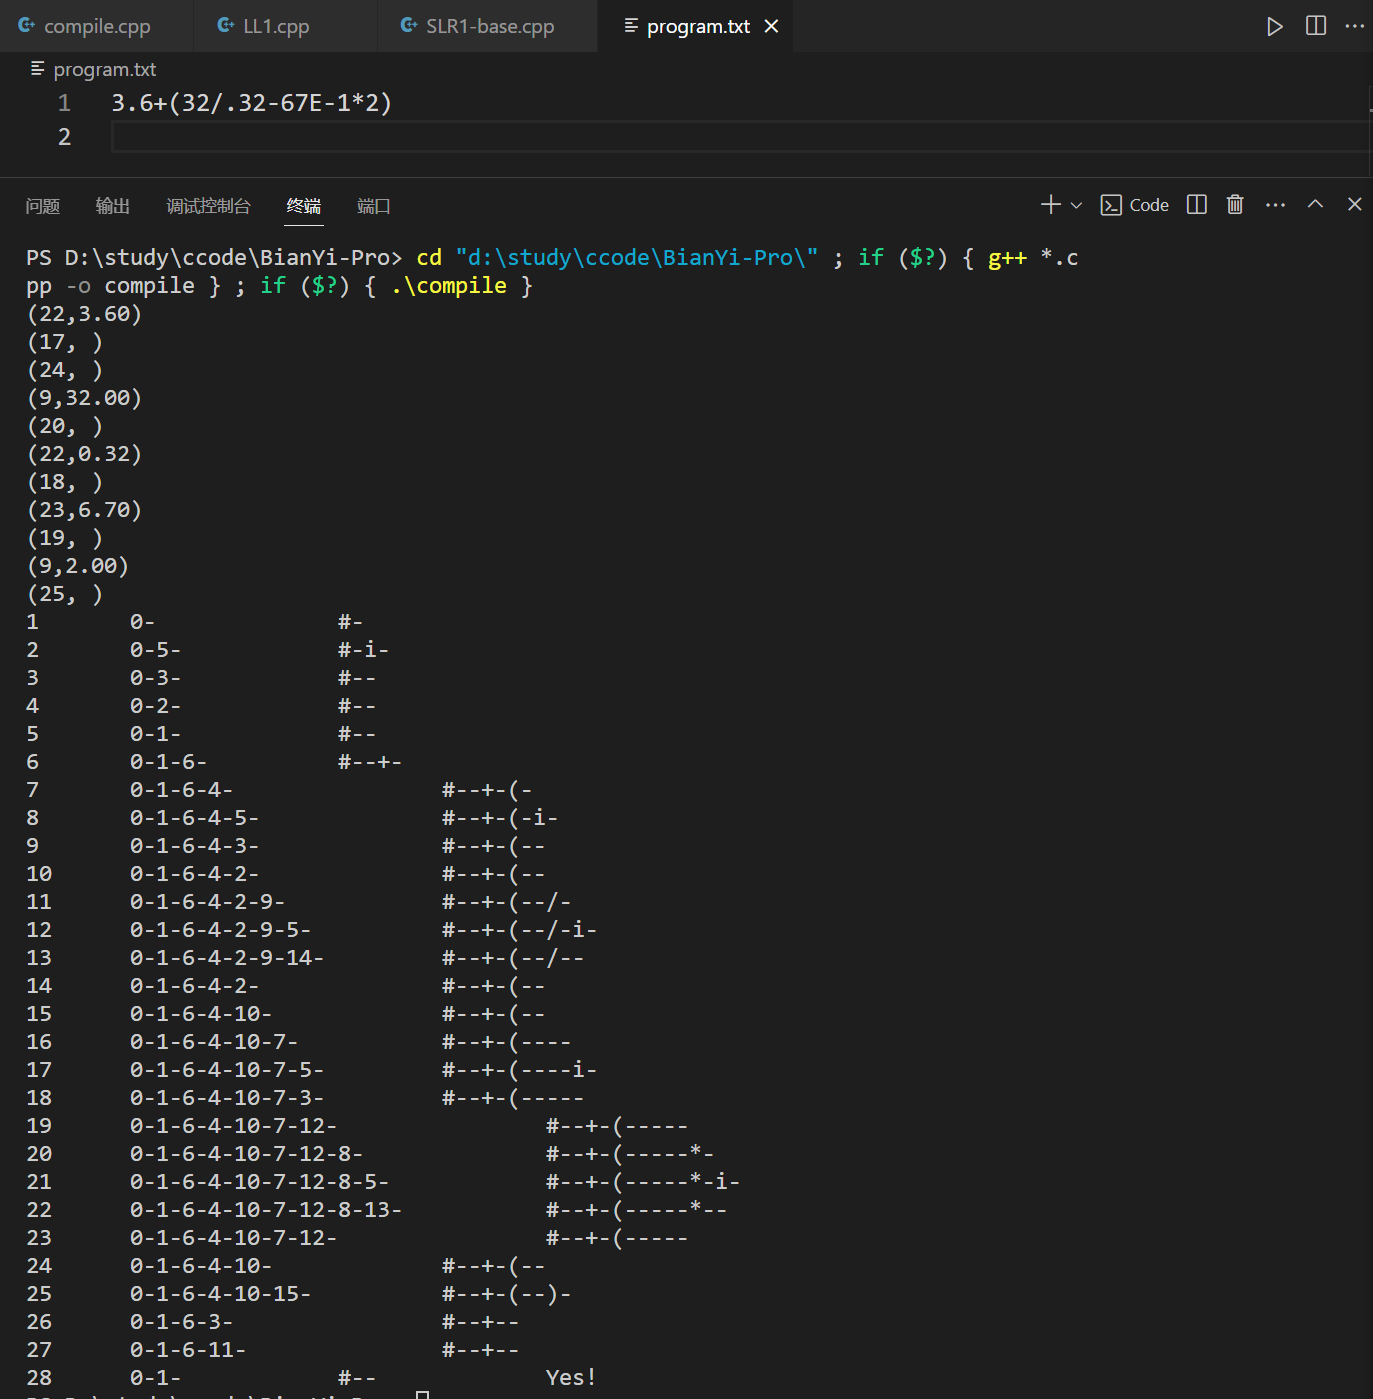 compile.cpp LL1.cpp SLR1-base.cpp program.txt
program.txt
1 3.6+(32/.32-67E-1*2)
2
问题 输出 调试控制台 终端 端口 Code
PS D:\study\ccode\BianYi-Pro> cd "d:\study\ccode\BianYi-Pro\" ; if ($?) { g++ *.c
pp -o compile } ; if ($?) { .\compile }
(22,3.60)
(17, )
(24, )
(9,32.00)
(20, )
(22,0.32)
(18, )
(23,6.70)
(19, )
(9,2.00)
(25, )
1 0- #-
2 0-5- #-i-
3 0-3- #--
4 0-2- #--
5 0-1- #--
6 0-1-6- #--+-
7 0-1-6-4- #--+-(-
8 0-1-6-4-5- #--+-(-i-
9 0-1-6-4-3- #--+-(--
10 0-1-6-4-2- #--+-(--
11 0-1-6-4-2-9- #--+-(--/-
12 0-1-6-4-2-9-5- #--+-(--/-i-
13 0-1-6-4-2-9-14- #--+-(--/--
14 0-1-6-4-2- #--+-(--
15 0-1-6-4-10- #--+-(--
16 0-1-6-4-10-7- #--+-(----
17 0-1-6-4-10-7-5- #--+-(----i-
18 0-1-6-4-10-7-3- #--+-(-----
19 0-1-6-4-10-7-12- #--+-(-----
20 0-1-6-4-10-7-12-8- #--+-(-----*-
21 0-1-6-4-10-7-12-8-5- #--+-(-----*-i-
22 0-1-6-4-10-7-12-8-13- #--+-(-----*--
23 0-1-6-4-10-7-12- #--+-(-----
24 0-1-6-4-10- #--+-(--
25 0-1-6-4-10-15- #--+-(--)-
26 0-1-6-3- #--+--
27 0-1-6-11- #--+--
28 0-1- #-- Yes!